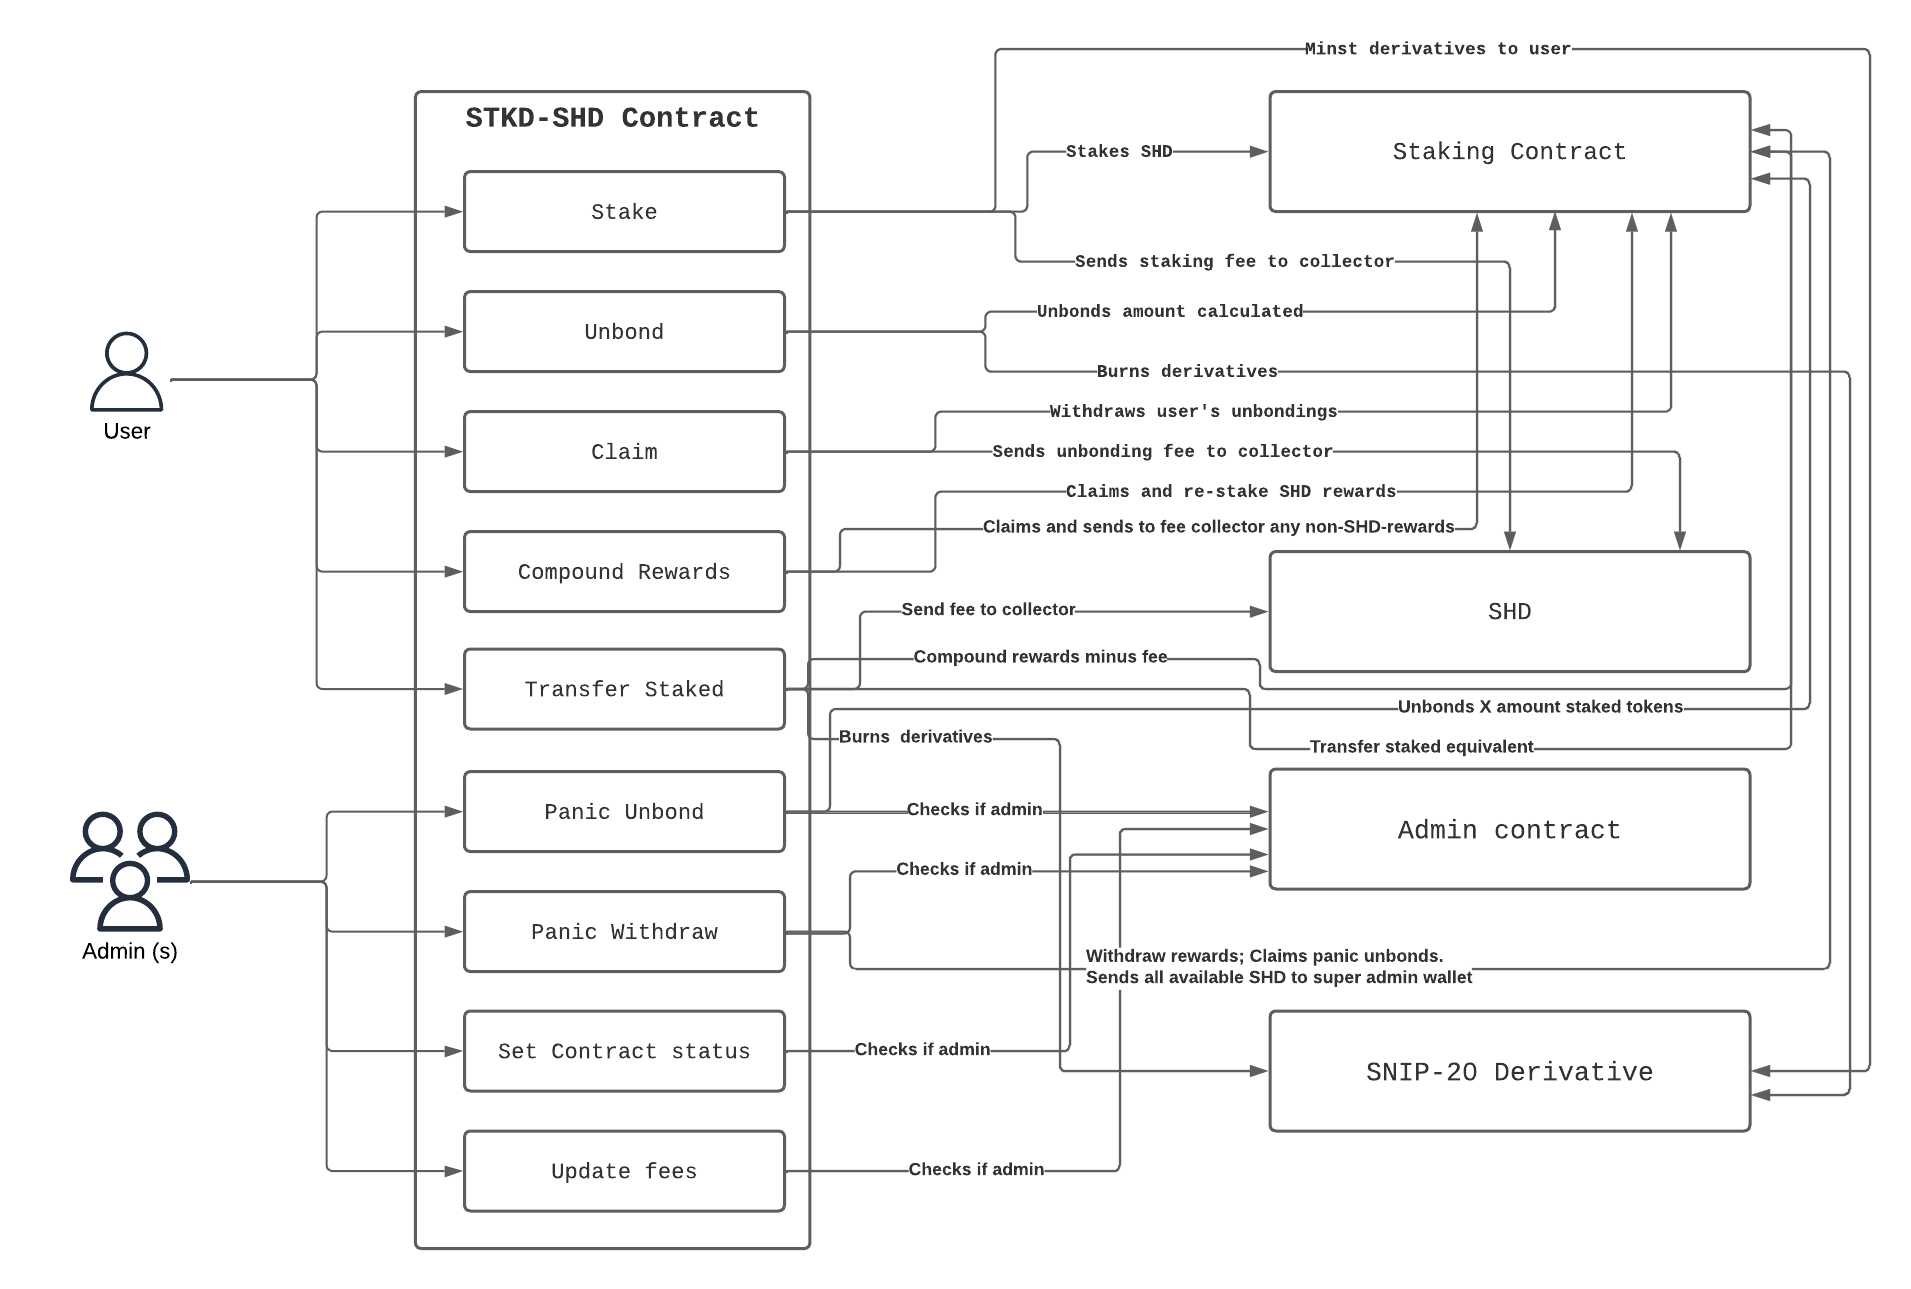 Minst derivatives to user
STKD-SHD Contract
Staking Contract
Stakes SHD
Stake
Sends staking fee to collector
Unbonds amount calculated
Unbond
Burns derivatives
Withdraws user's unbondings
User
Claim
Sends unbonding fee to collector
Claims and re-stake SHD rewards
Claims and sends to fee collector any non-SHD-rewards
Compound Rewards
Send fee to collector
SHD
Compound rewards minus fee
Transfer Staked
Unbonds X amount staked tokens
Burns derivatives
Transfer staked equivalent
Panic Unbond
Checks if admin
Admin contract
Checks if admin
Panic Withdraw
Admin (s)
Withdraw rewards; Claims panic unbonds.
Sends all available SHD to super admin wallet
Set Contract status
Checks if admin
SNIP-20 Derivative
Update fees
Checks if admin